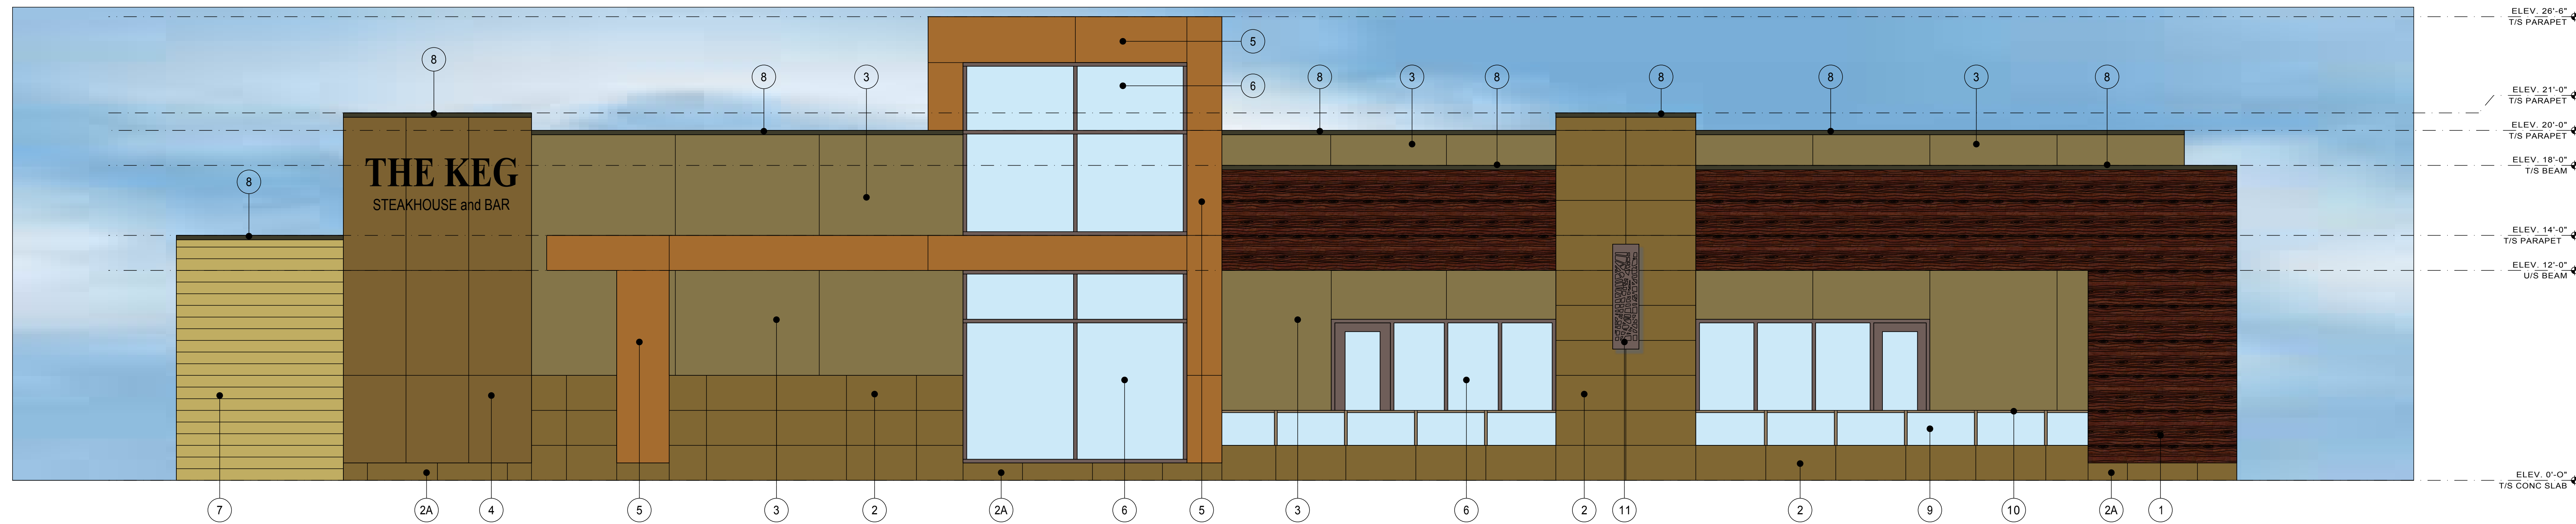 ELEV. 26'-6"
T/S PARAPET
5
8
8
3
6
8
3
8
8
8
3
8
ELEV. 21'-0"
T/S PARAPET
ELEV. 20'-0"
T/S PARAPET
THE KEG
STEAKHOUSE and BAR
8
ELEV. 18'-0"
T/S BEAM
ELEV. 14'-0"
T/S PARAPET
ELEV. 12'-0"
U/S BEAM
ELEV. 0'-O"
T/S CONC SLAB
7
2A
4
5
3
2
2A
6
5
3
6
2
11
2
9
10
2A
1